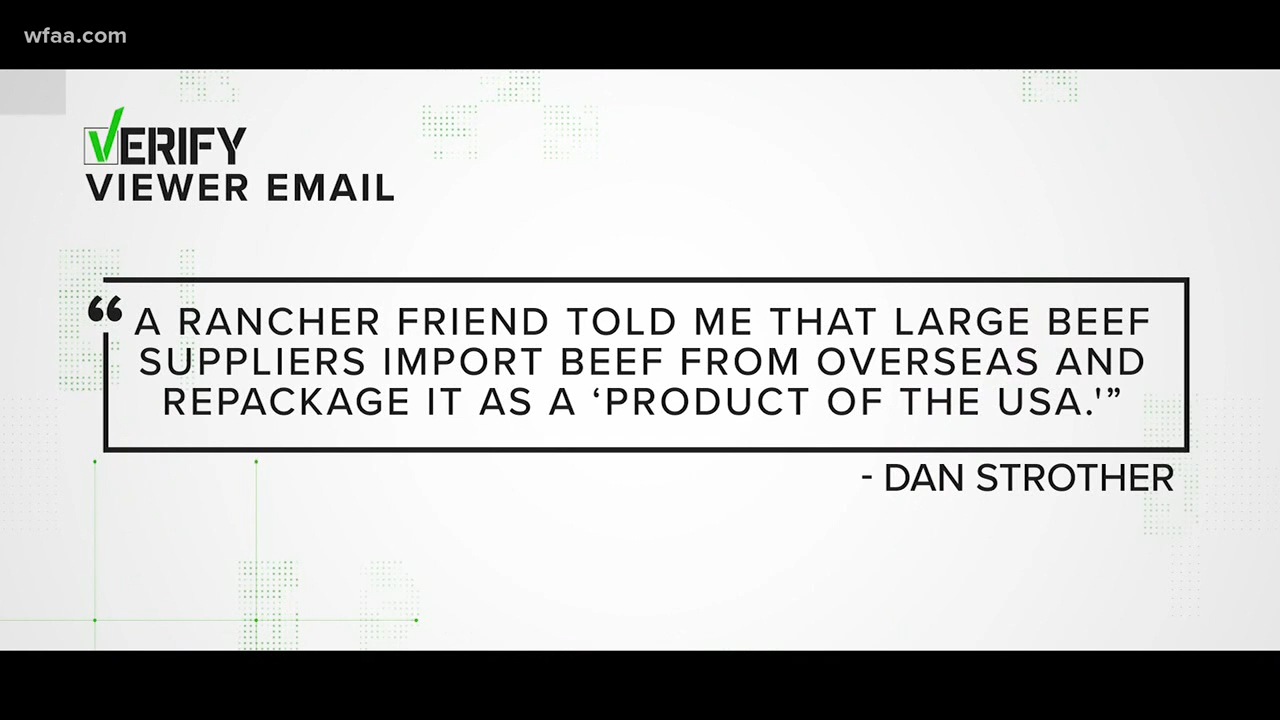 wfaa.com
VERIFY
VIEWER EMAIL
“A RANCHER FRIEND TOLD ME THAT LARGE BEEF
SUPPLIERS IMPORT BEEF FROM OVERSEAS AND
REPACKAGE IT AS A ‘PRODUCT OF THE USA.'”
- DAN STROTHER